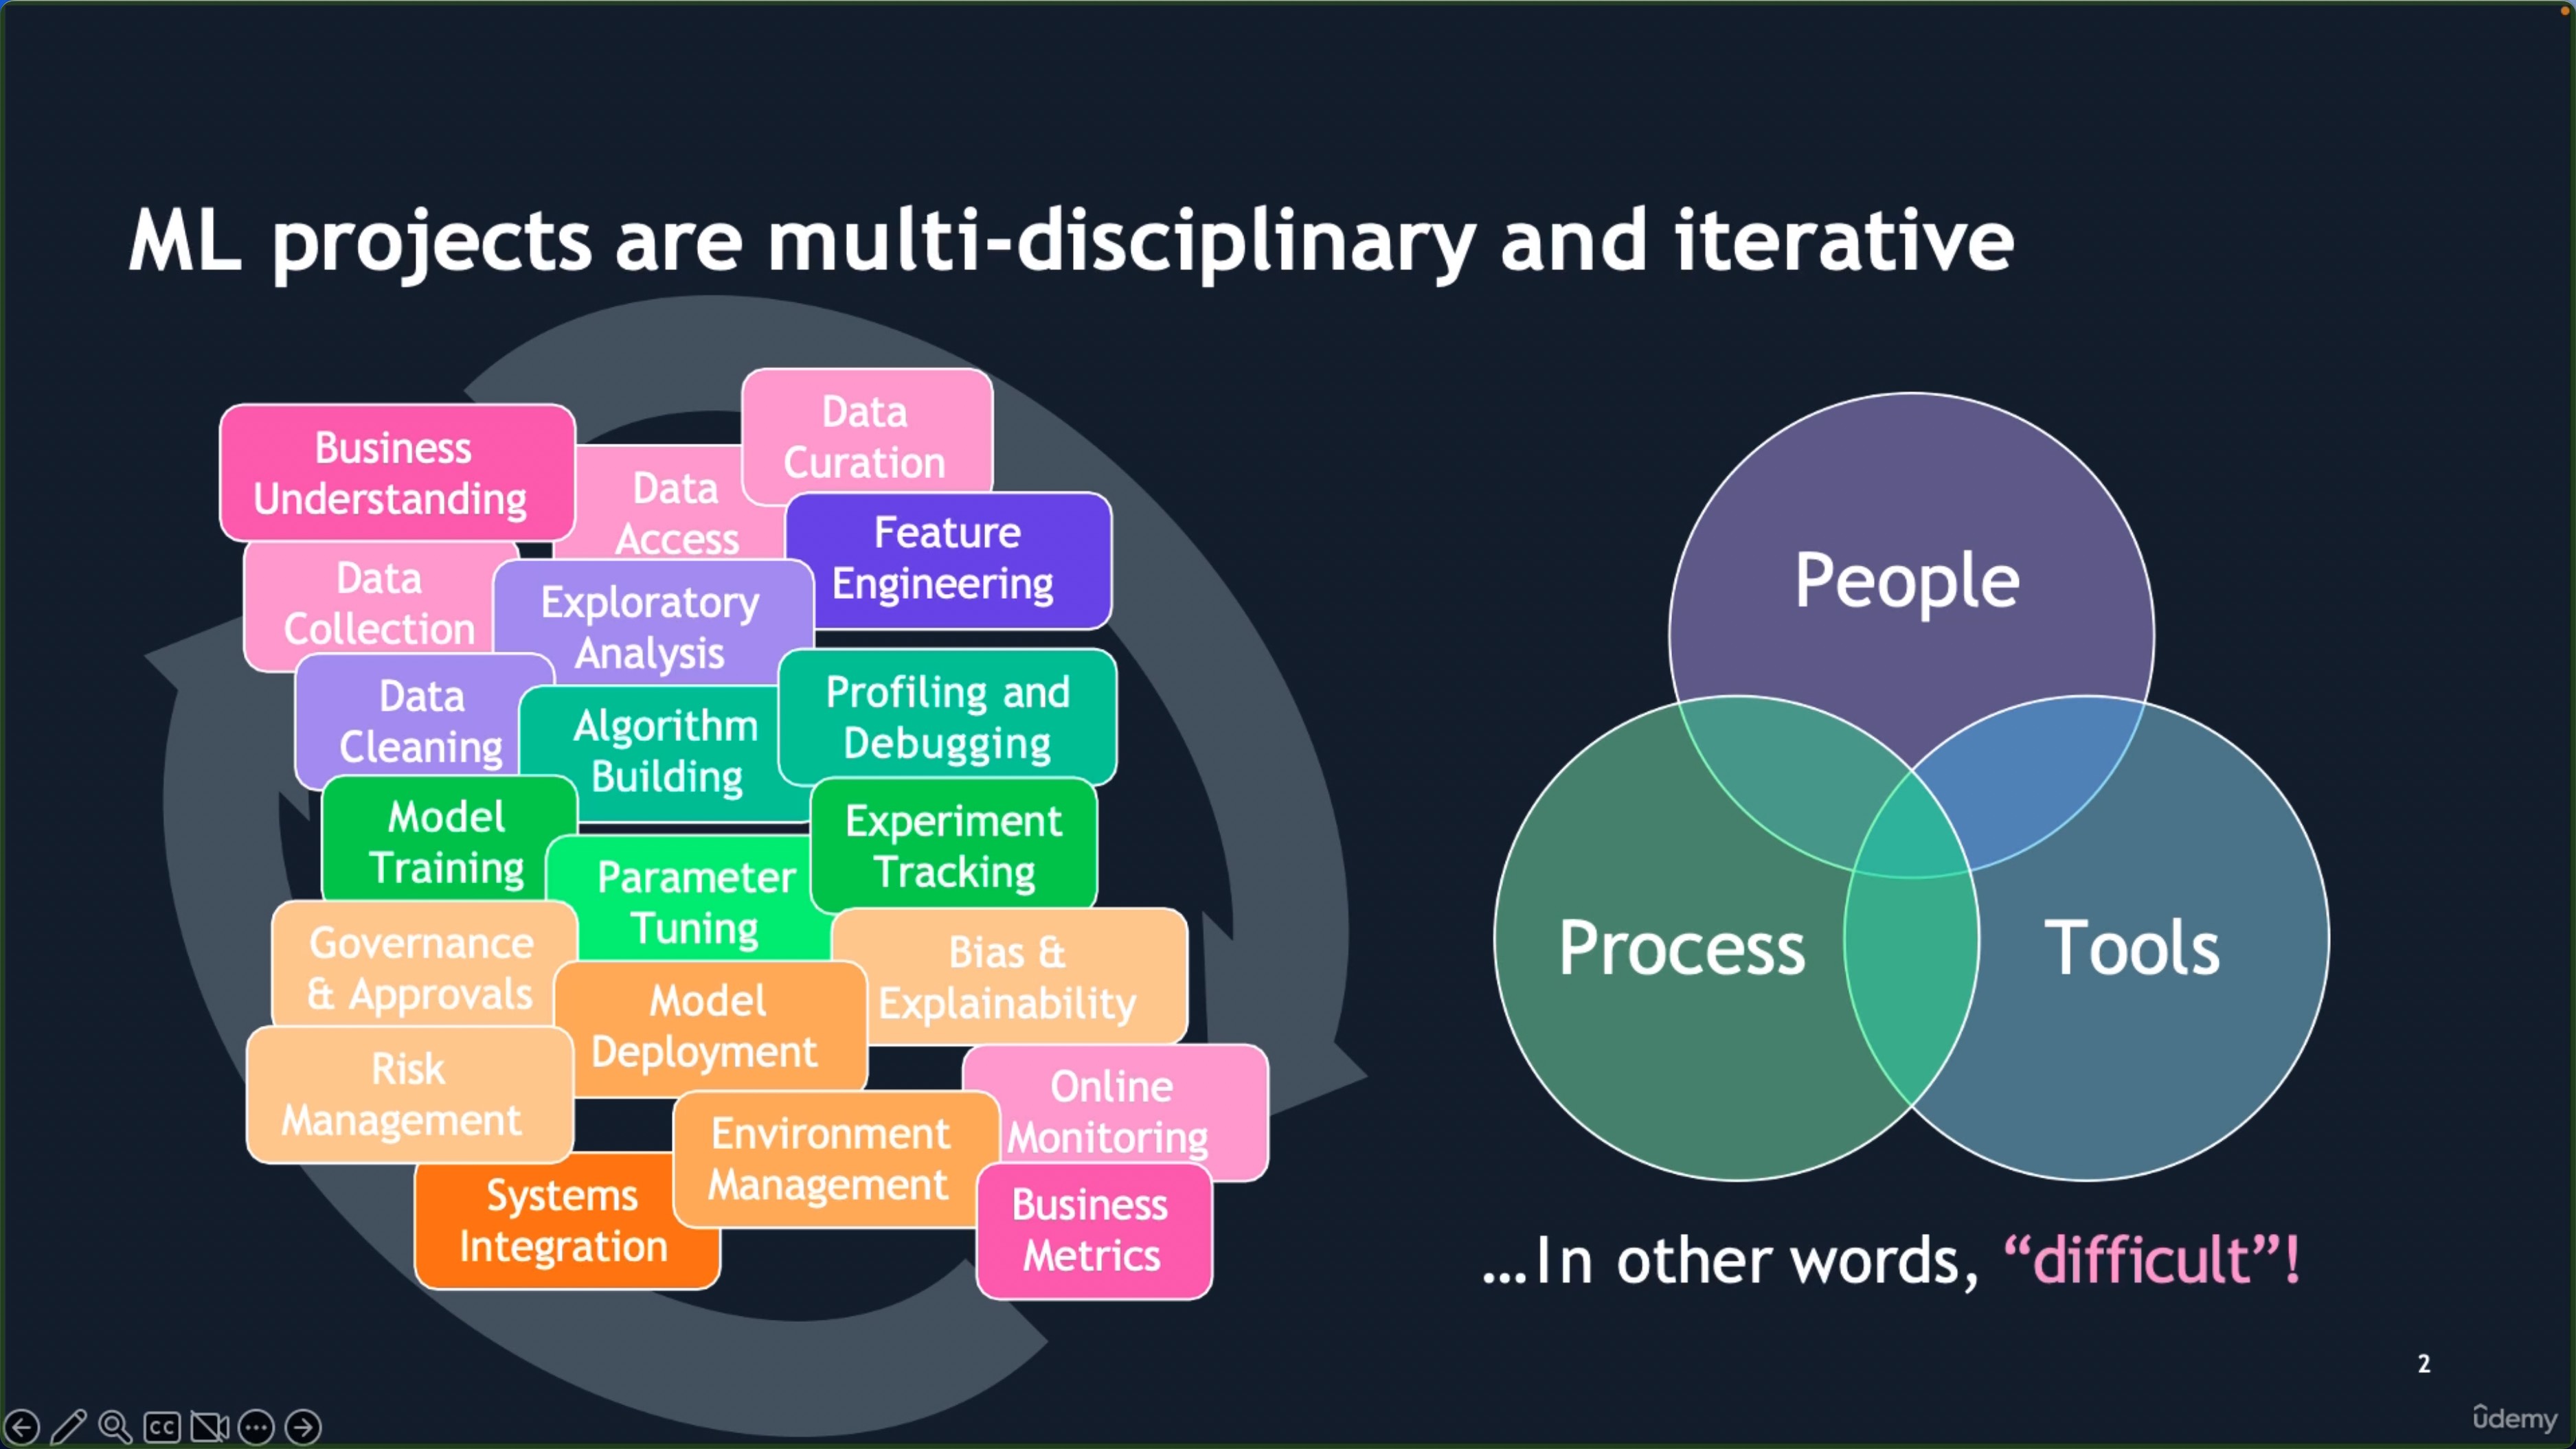 ML projects are multi-disciplinary and iterative
Business
Understanding
Data
Access
Data
Curation
Feature
Engineering
Data
Collection
Exploratory
Analysis
Data
Cleaning
Algorithm
Building
Profiling and
Debugging
Model
Training
Parameter
Tuning
Experiment
Tracking
Governance
& Approvals
Model
Deployment
Bias &
Explainability
Risk
Management
Environment
Management
Online
Monitoring
Systems
Integration
Business
Metrics
People
Process
Tools
...In other words, “difficult”!
2
CC
ûdemy